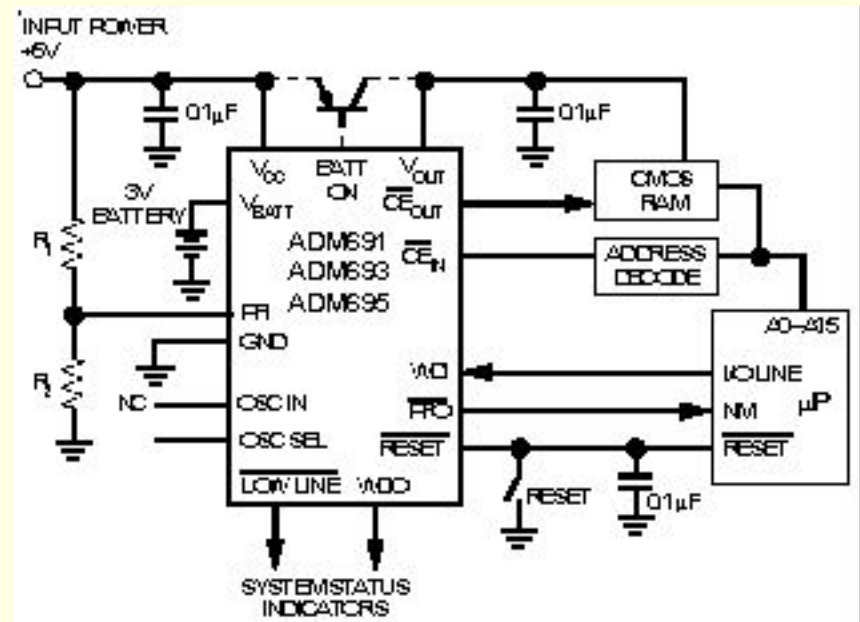 INPUT POWER
+5V
0.1µF
0.1µF
3V
BATTERY
R1
R2
VCC
BATT
ON
VOUT
VBATT
CEOUT
CEIN
ADM691
ADM693
ADM695
PFI
GND
OSC IN
OSC SEL
LOW LINE
WDO
WDI
PFO
RESET
NC
CMOS
RAM
ADDRESS
DECODE
A0–A15
I/O LINE
NMI
µP
RESET
RESET
0.1µF
SYSTEM STATUS
INDICATORS